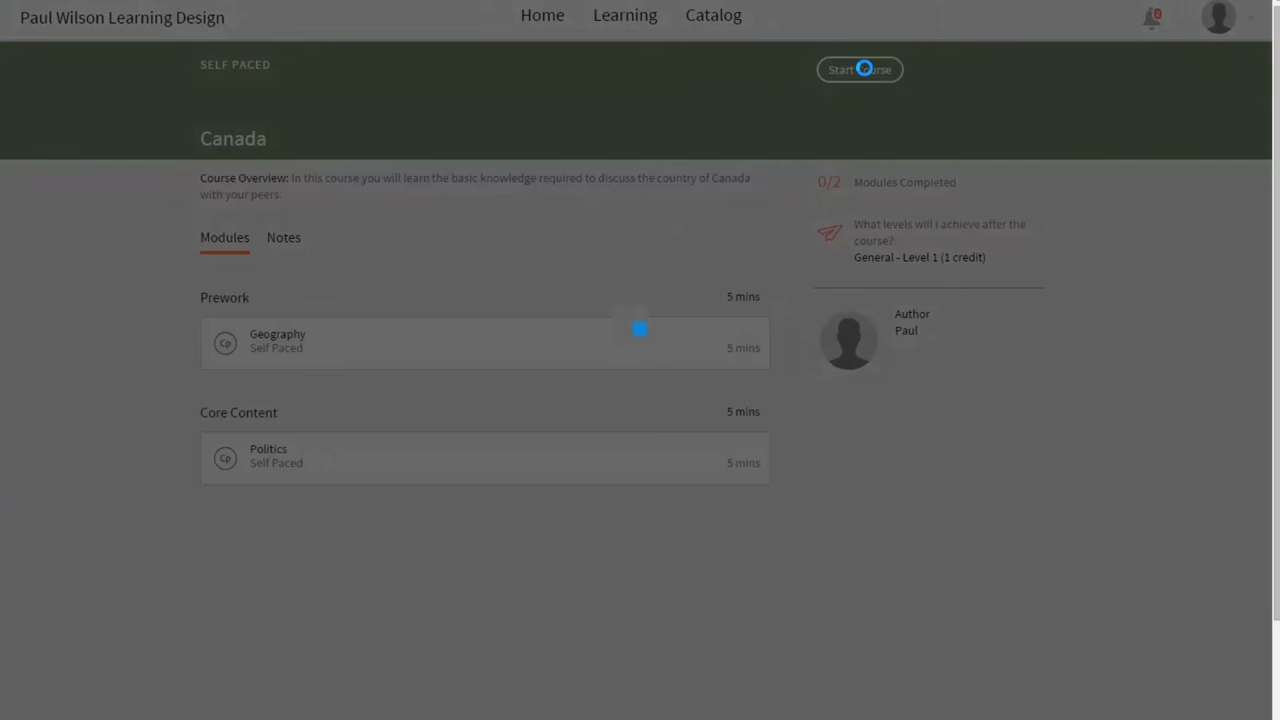 Paul Wilson Learning Design
Home Learning Catalog
2
SELF PACED
Start Course
Canada
Course Overview: In this course you will learn the basic knowledge required to discuss the country of Canada
with your peers.
0/2 Modules Completed
What levels will I achieve after the
course?
General - Level 1 (1 credit)
Modules Notes
Prework 5 mins
Cp Geography
Self Paced 5 mins
Author
Paul
Core Content 5 mins
Cp Politics
Self Paced 5 mins